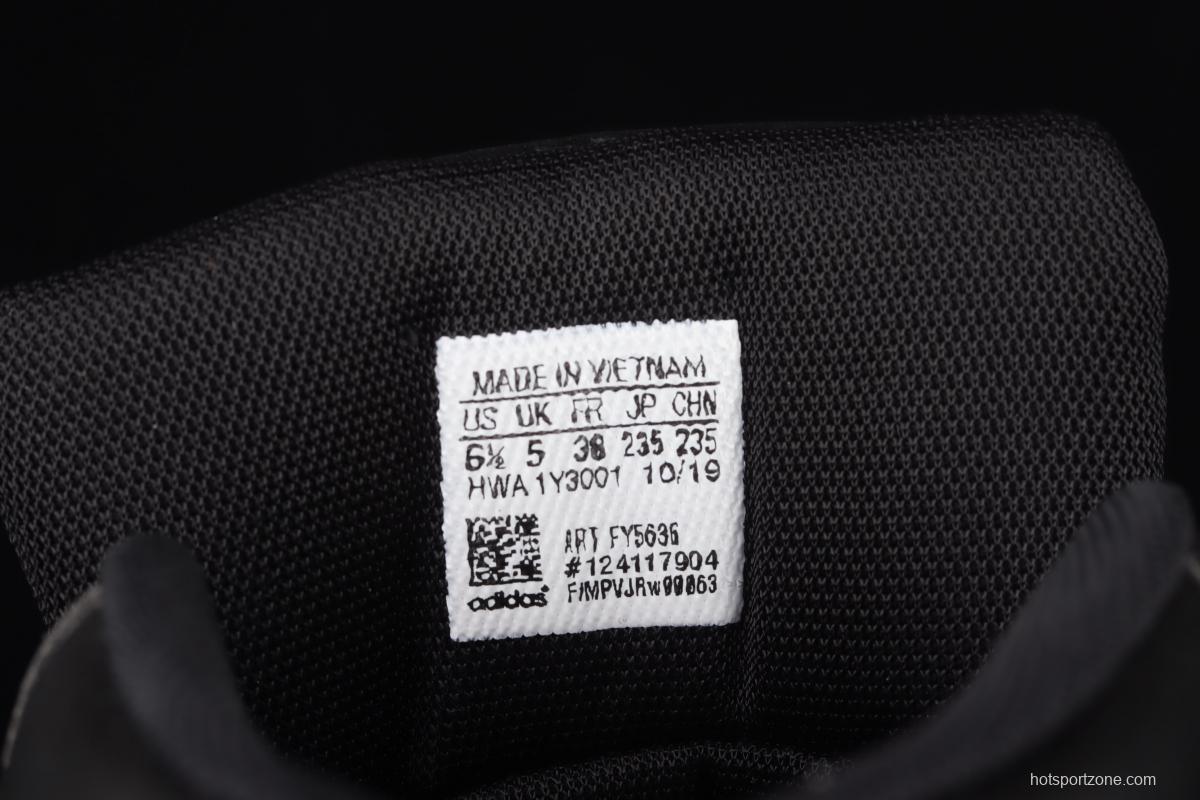 MADE IN VIETNAM
US UK FR JP CHN
6½ 5 38 235 235
HWA 1Y3001 10/19
ART FY5636
#124117904
adidas
hotsportzone.com